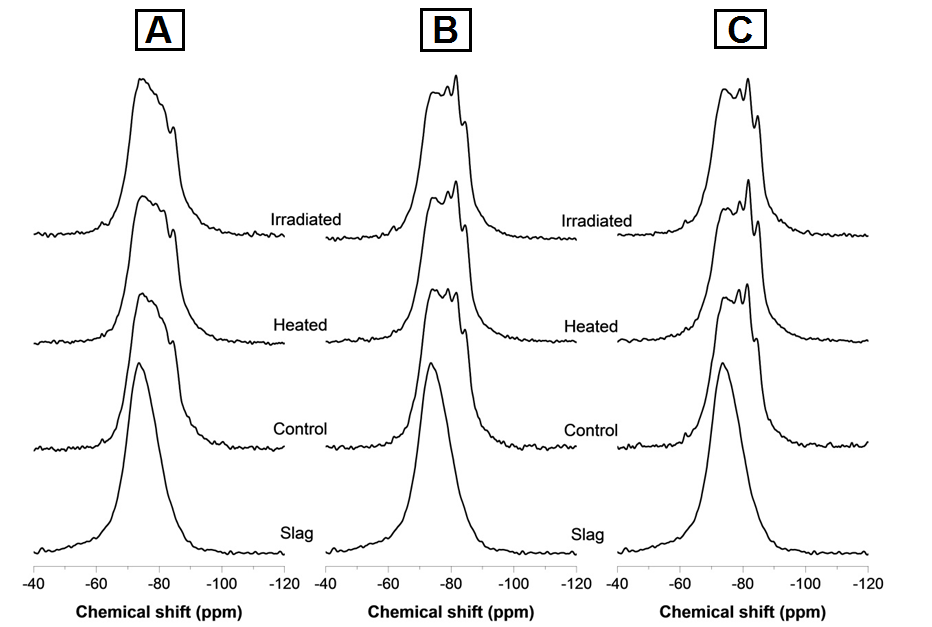 A B C
Irradiated Irradiated
Heated Heated
Control Control
Slag Slag
-40 -60 -80 -100 -120 -40 -60 -80 -100 -120 -40 -60 -80 -100 -120
Chemical shift (ppm) Chemical shift (ppm) Chemical shift (ppm)